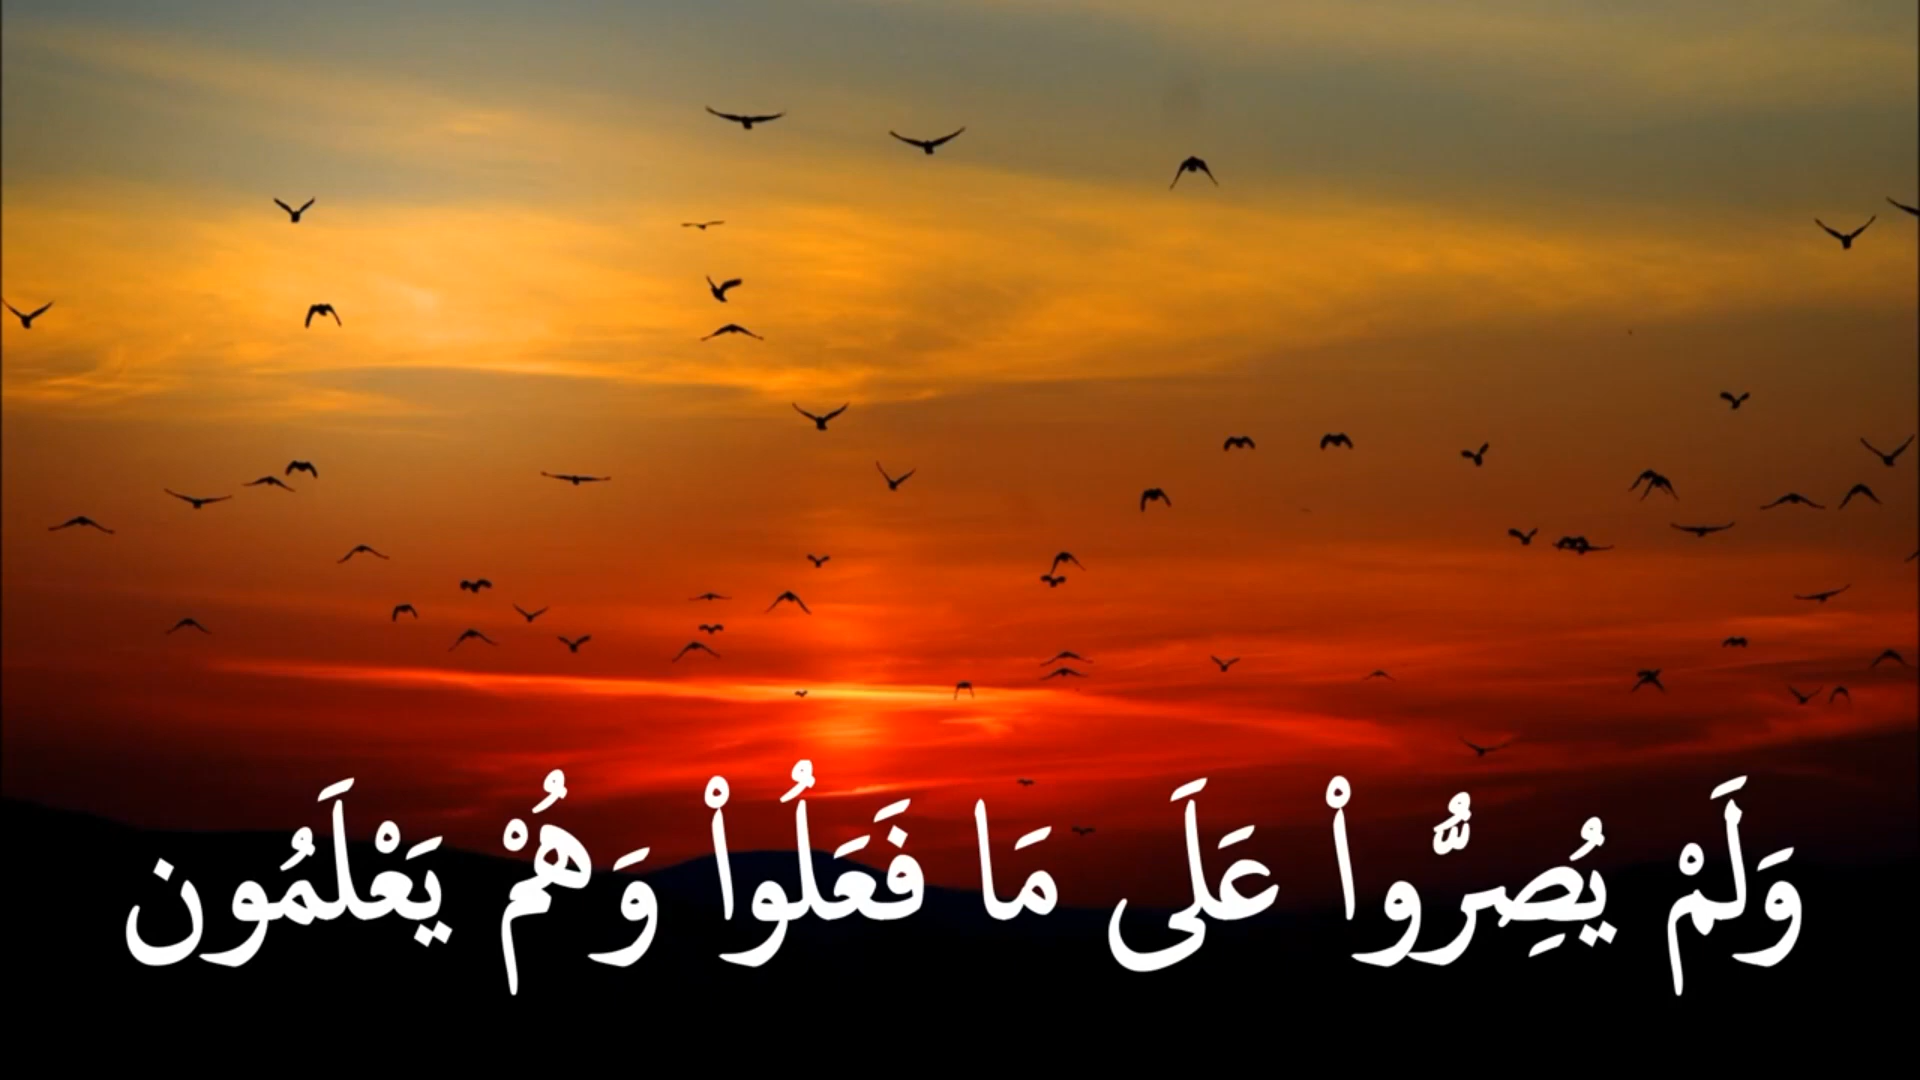 وَلَمْ يُصِرُّواْ عَلَى مَا فَعَلُواْ وَهُمْ يَعْلَمُون